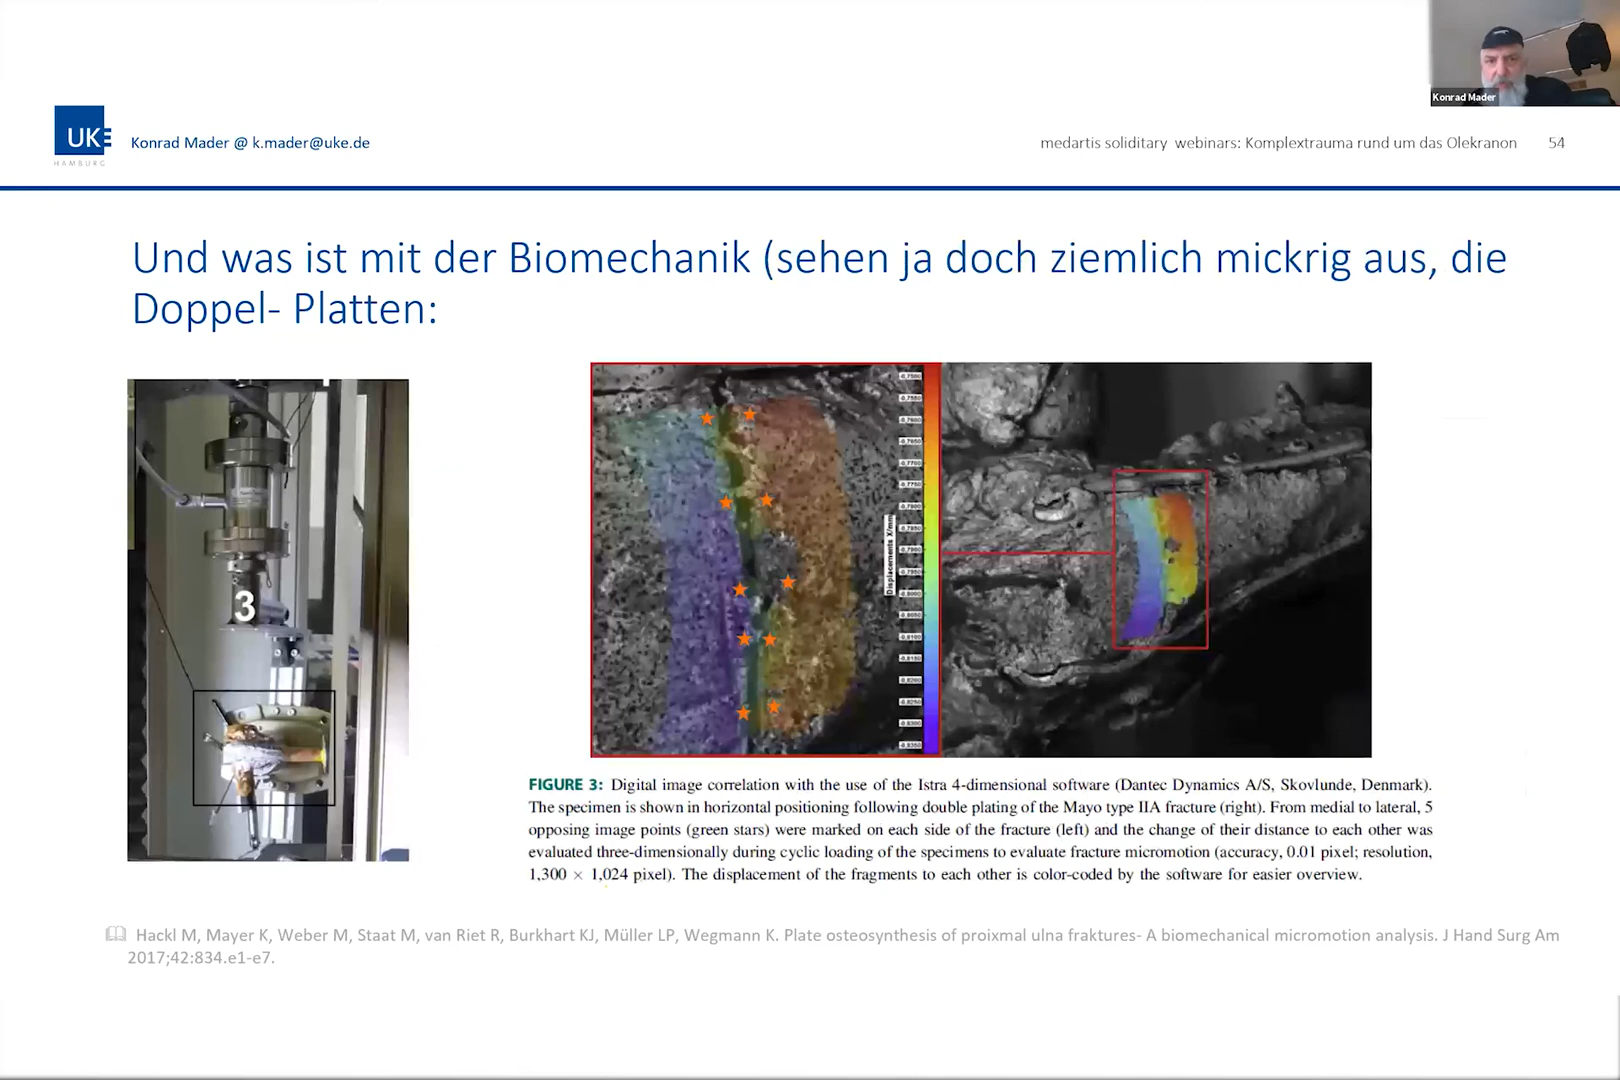 Konrad Mader
UKE
HAMBURG
Konrad Mader @ k.mader@uke.de
medartis soliditary webinars: Komplextrauma rund um das Olekranon 54
Und was ist mit der Biomechanik (sehen ja doch ziemlich mickrig aus, die
Doppel- Platten:
3
Displacements X/mm
FIGURE 3: Digital image correlation with the use of the Istra 4-dimensional software (Dantec Dynamics A/S, Skovlunde, Denmark).
The specimen is shown in horizontal positioning following double plating of the Mayo type IIA fracture (right). From medial to lateral, 5
opposing image points (green stars) were marked on each side of the fracture (left) and the change of their distance to each other was
evaluated three-dimensionally during cyclic loading of the specimens to evaluate fracture micromotion (accuracy, 0.01 pixel; resolution,
1,300 × 1,024 pixel). The displacement of the fragments to each other is color-coded by the software for easier overview.
Hackl M, Mayer K, Weber M, Staat M, van Riet R, Burkhart KJ, Müller LP, Wegmann K. Plate osteosynthesis of proixmal ulna fraktures- A biomechanical micromotion analysis. J Hand Surg Am
2017;42:834.e1-e7.